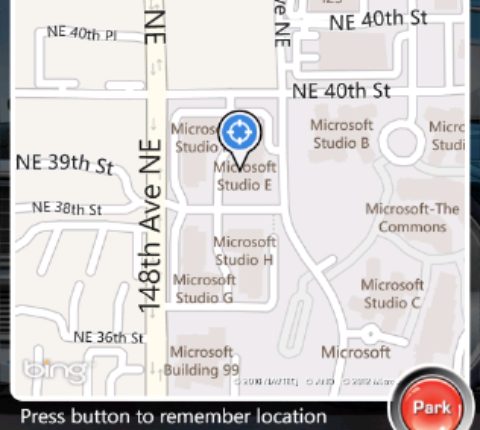 NE 40th St
NE 40th Pl
NE
NE
NE 40th St
Microsoft
Studio B
Studio
NE 39th St
Microsoft
Studio E
148th Ave NE
NE 38th St
Microsoft-The
Commons
Microsoft
Studio H
Microsoft
Studio G
Microsoft
Studio C
NE 36th St
Microsoft
Building 99
Microsoft
bing
NE
Press button to remember location
Park